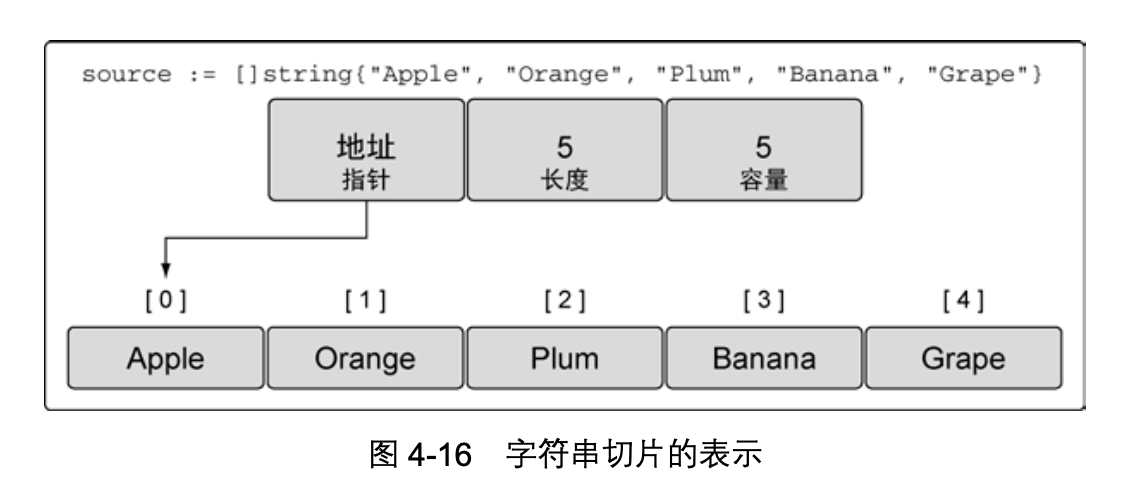 source := []string{"Apple", "Orange", "Plum", "Banana", "Grape"}
地址 5 5
指针 长度 容量
[0] [1] [2] [3] [4]
Apple Orange Plum Banana Grape
图 4-16 字符串切片的表示